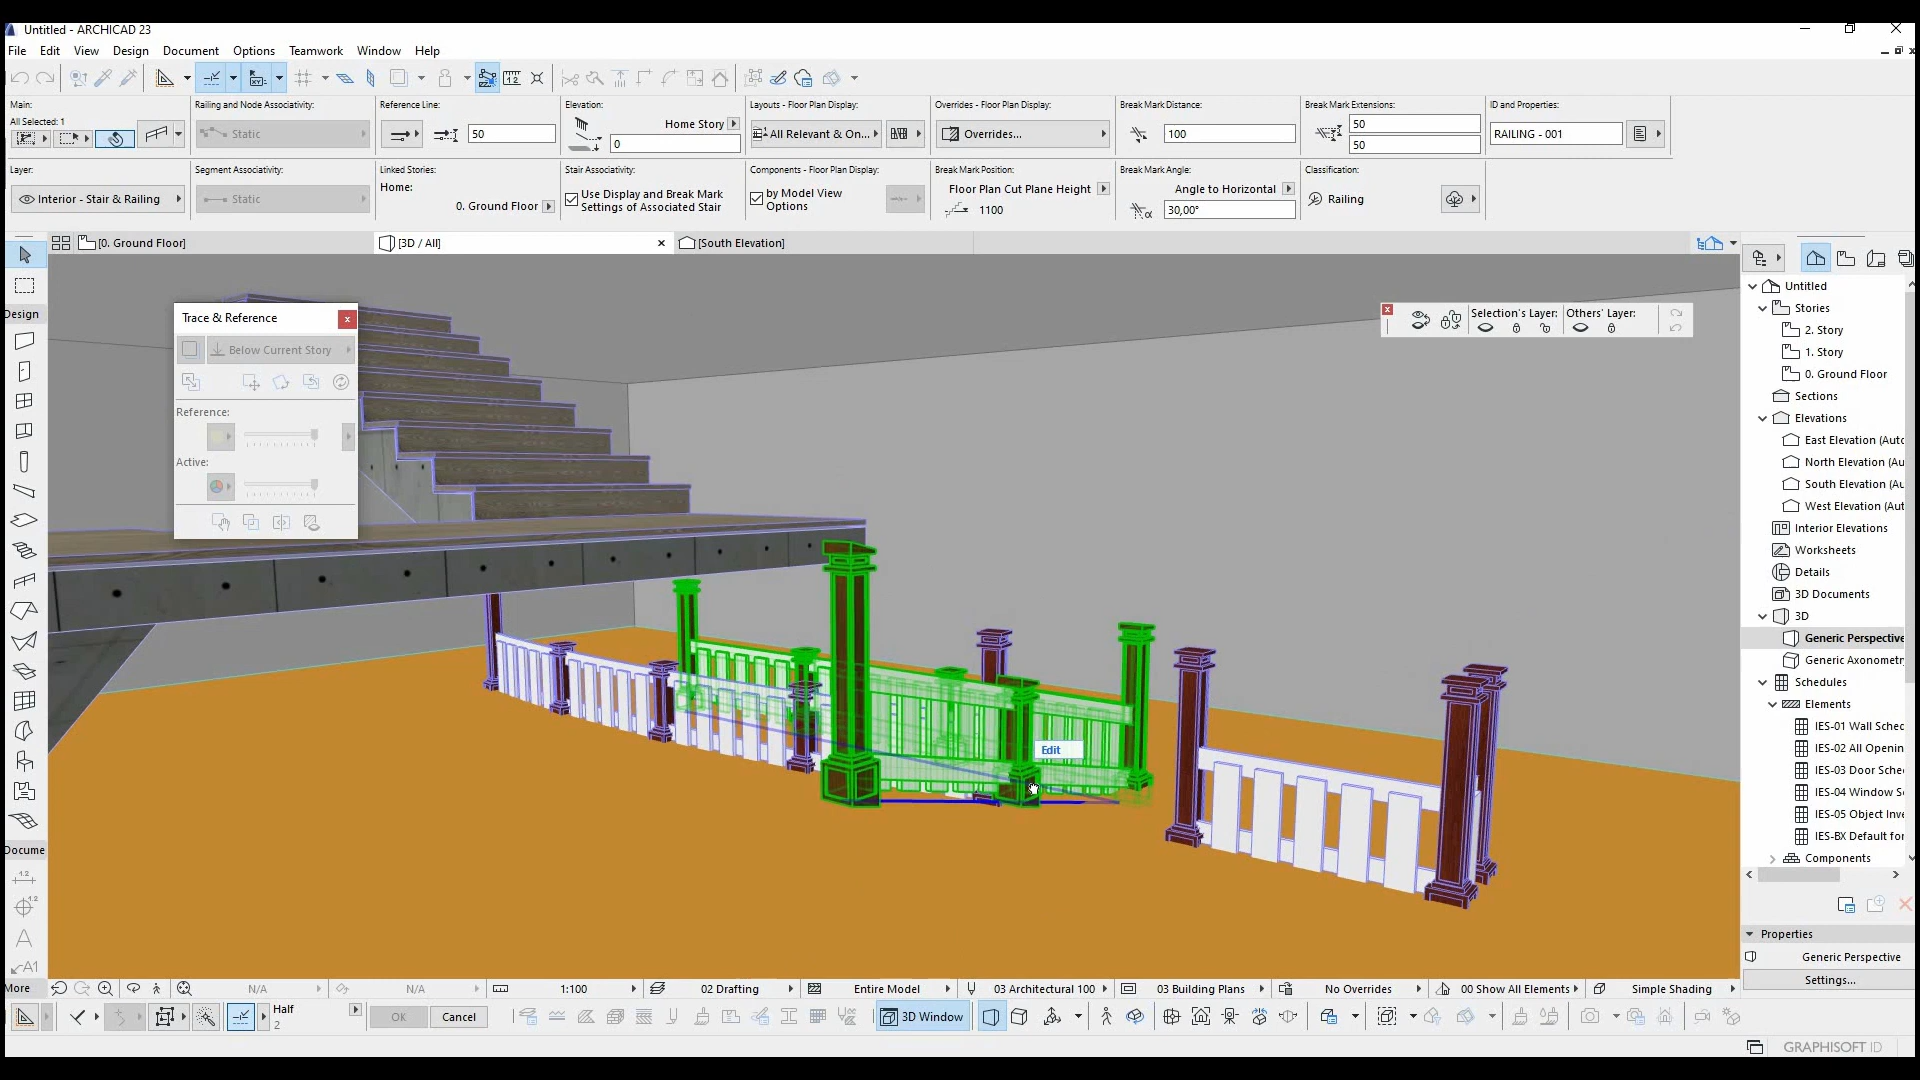 Untitled - ARCHICAD 23
File Edit View Design Document Options Teamwork Window Help
Main:
All Selected: 1
Railing and Node Associativity:
Static
Reference Line:
50
Elevation:
Home Story
0
Layouts - Floor Plan Display:
All Relevant & On...
Overrides - Floor Plan Display:
Overrides...
Break Mark Distance:
100
Break Mark Extensions:
50
50
ID and Properties:
RAILING - 001
Layer:
Interior - Stair & Railing
Segment Associativity:
Static
Linked Stories:
Home:
0. Ground Floor
Stair Associativity:
Use Display and Break Mark
Settings of Associated Stair
Components - Floor Plan Display:
by Model View
Options
Break Mark Position:
Floor Plan Cut Plane Height
1100
Break Mark Angle:
Angle to Horizontal
30,00°
Classification:
Railing
[0. Ground Floor]
[3D / All]
[South Elevation]
Design
Trace & Reference
Below Current Story
Reference:
Active:
Selection's Layer:
Others' Layer:
Edit
Untitled
Stories
2. Story
1. Story
0. Ground Floor
Sections
Elevations
East Elevation (Auto
North Elevation (Au
South Elevation (Au
West Elevation (Aut
Interior Elevations
Worksheets
Details
3D Documents
3D
Generic Perspective
Generic Axonometr
Schedules
Elements
IES-01 Wall Sched
IES-02 All Openin
IES-03 Door Sche
IES-04 Window S
IES-05 Object Inve
IES-BX Default for
Components
Docume
1.2
1.2
A
A1
More
Properties
Generic Perspective
Settings...
N/A
N/A
1:100
02 Drafting
Entire Model
03 Architectural 100
03 Building Plans
No Overrides
00 Show All Elements
Simple Shading
Half
2
OK
Cancel
3D Window
GRAPHISOFT ID